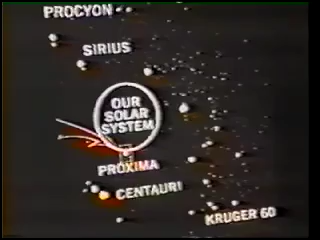 PROCYON
SIRIUS
OUR
SOLAR
SYSTEM
PROXIMA
CENTAURI
KRUGER 60